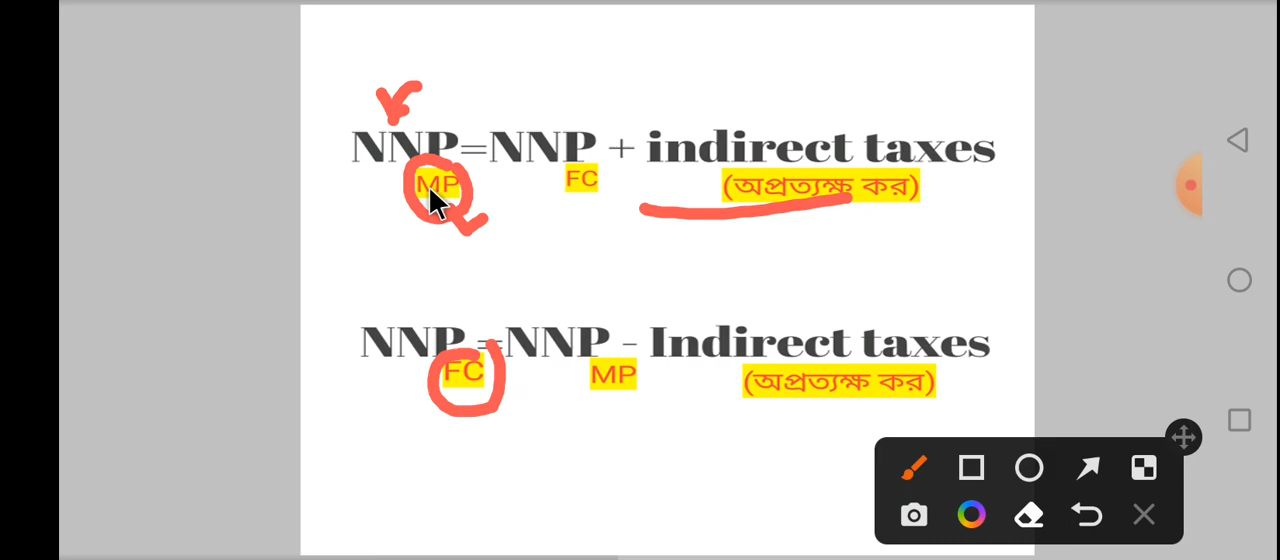 NNP=NNP + indirect taxes
MP FC (অপ্রত্যক্ষ কর)
NNP =NNP - Indirect taxes
FC MP (অপ্রত্যক্ষ কর)